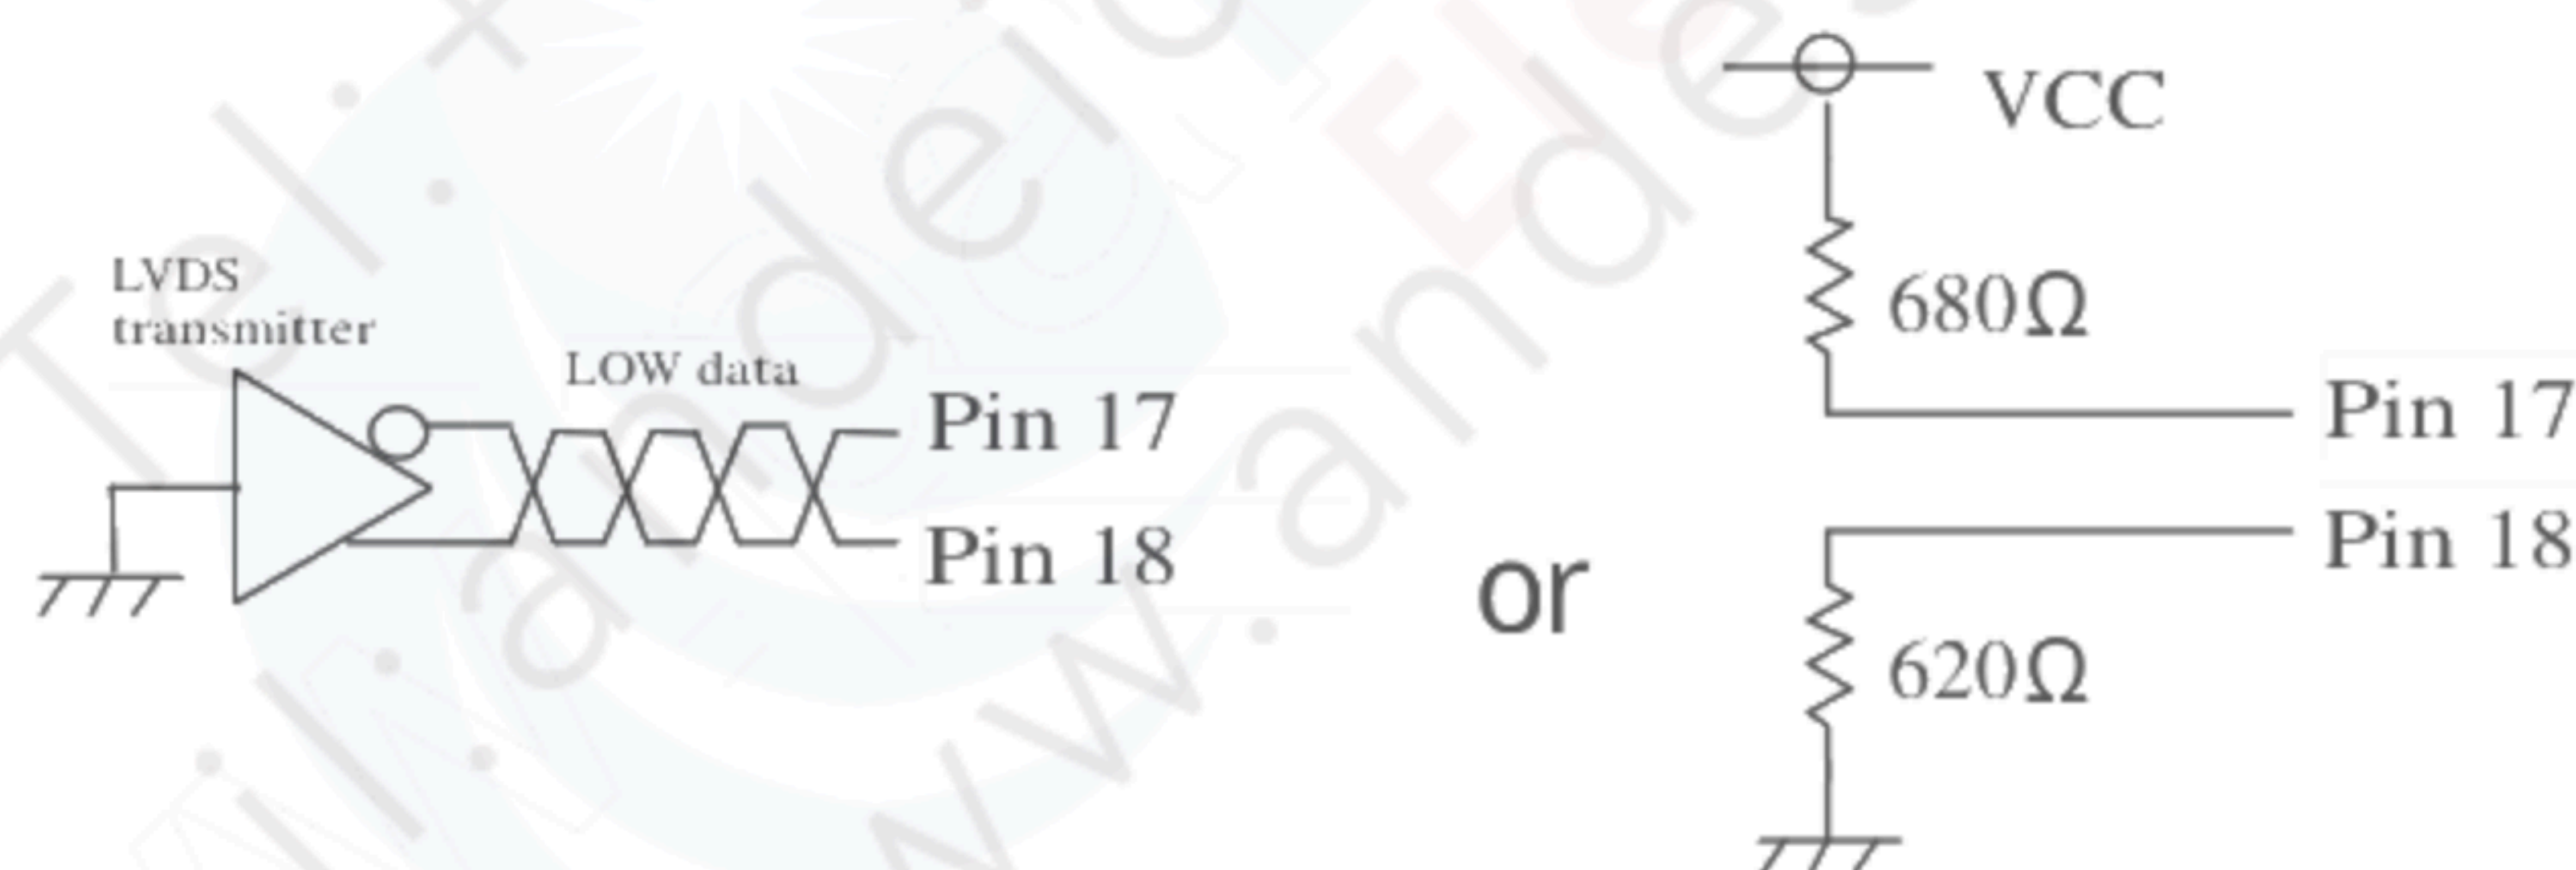 LVDS
transmitter
LOW data
Pin 17
Pin 18
or
VCC
680Ω
Pin 17
Pin 18
620Ω